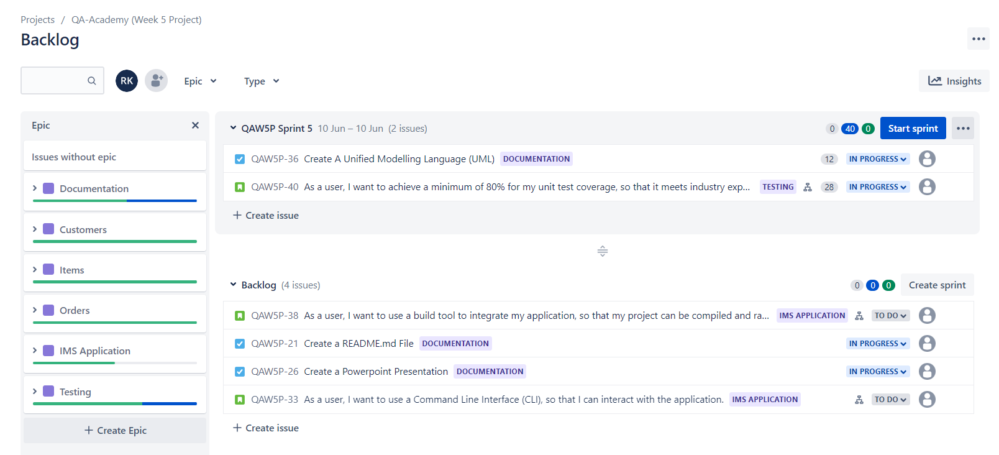 Projects / QA-Academy (Week 5 Project)
Backlog
RK Epic Type Insights
Epic
Issues without epic
Documentation
Customers
Items
Orders
IMS Application
Testing
+ Create Epic
QAW5P Sprint 5 10 Jun – 10 Jun (2 issues) 0 40 0 Start sprint
QAW5P-36 Create A Unified Modelling Language (UML) DOCUMENTATION 12 IN PROGRESS
QAW5P-40 As a user, I want to achieve a minimum of 80% for my unit test coverage, so that it meets industry exp... TESTING 28 IN PROGRESS
+ Create issue
Backlog (4 issues) 0 0 0 Create sprint
QAW5P-38 As a user, I want to use a build tool to integrate my application, so that my project can be compiled and ra... IMS APPLICATION TO DO
QAW5P-21 Create a README.md File DOCUMENTATION IN PROGRESS
QAW5P-26 Create a Powerpoint Presentation DOCUMENTATION IN PROGRESS
QAW5P-33 As a user, I want to use a Command Line Interface (CLI), so that I can interact with the application. IMS APPLICATION TO DO
+ Create issue